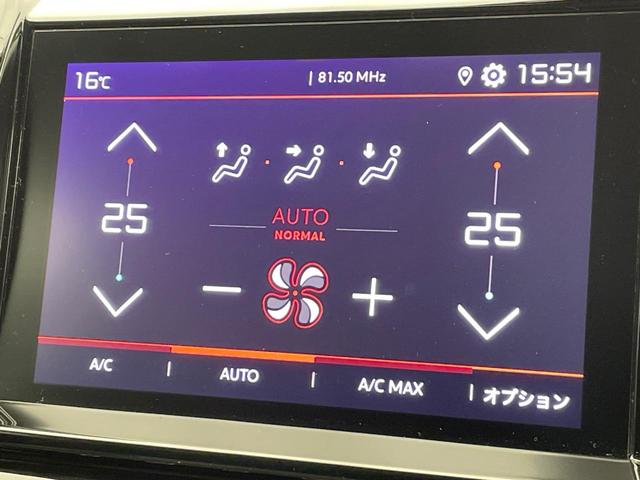 16℃ | 81.50 MHz 15:54
25 25
AUTO
NORMAL
A/C | AUTO | A/C MAX | オプション